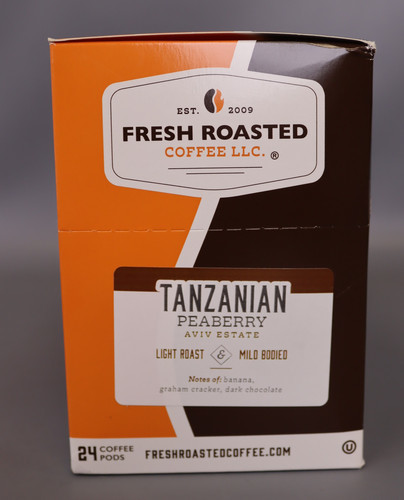 EST. 2009
FRESH ROASTED
COFFEE LLC. ®
TANZANIAN
PEABERRY
AVIV ESTATE
LIGHT ROAST & MILD BODIED
Notes of: banana,
graham cracker, dark chocolate
24 COFFEE PODS
FRESHROASTEDCOFFEE.COM
U